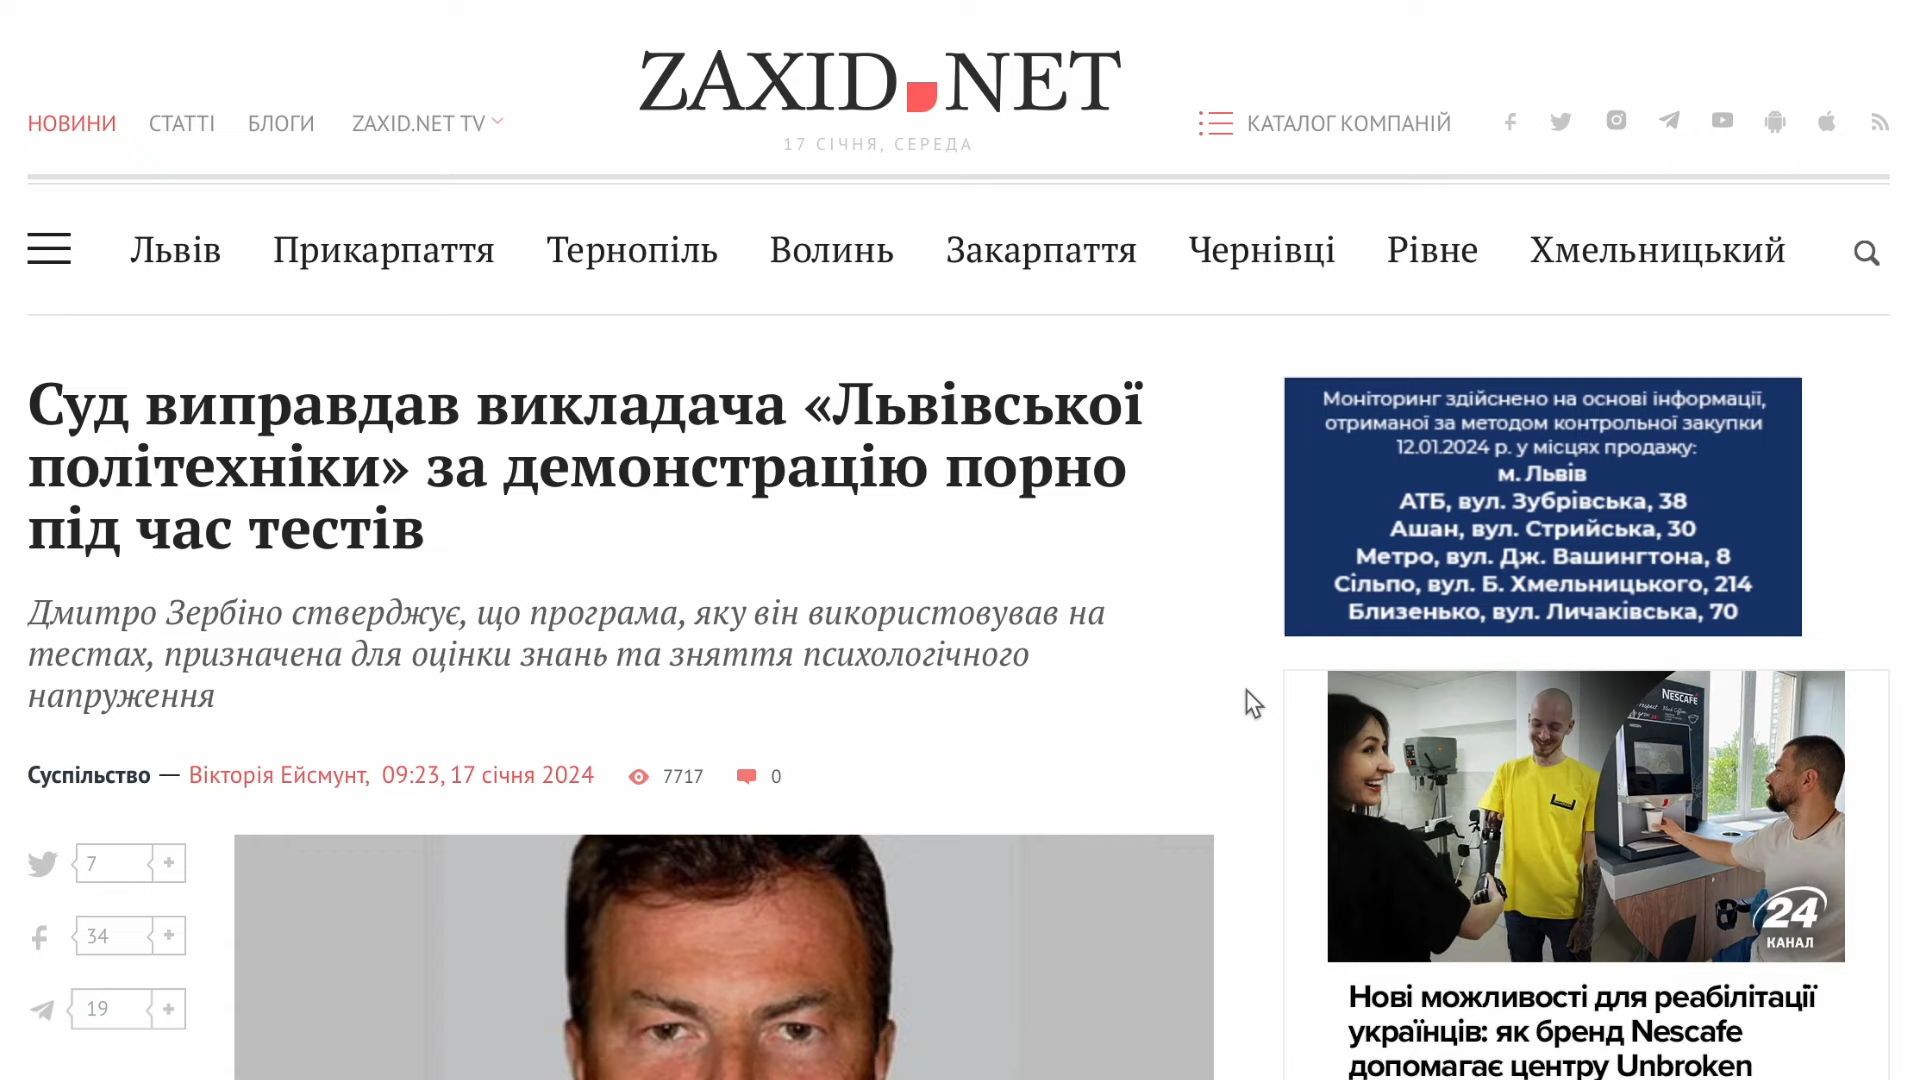 ZAXID.NET
НОВИНИ СТАТТІ БЛОГИ ZAXID.NET TV
17 СІЧНЯ, СЕРЕДА
КАТАЛОГ КОМПАНІЙ
Львів Прикарпаття Тернопіль Волинь Закарпаття Чернівці Рівне Хмельницький
Суд виправдав викладача «Львівської
політехніки» за демонстрацію порно
під час тестів
Дмитро Зербіно стверджує, що програма, яку він використовував на
тестах, призначена для оцінки знань та зняття психологічного
напруження
Суспільство — Вікторія Ейсмунт, 09:23, 17 січня 2024 7717 0
7 +
34 +
19 +
Моніторинг здійснено на основі інформації,
отриманої за методом контрольної закупки
12.01.2024 р. у місцях продажу:
м. Львів
АТБ, вул. Зубрівська, 38
Ашан, вул. Стрийська, 30
Метро, вул. Дж. Вашингтона, 8
Сільпо, вул. Б. Хмельницького, 214
Близенько, вул. Личаківська, 70
NESCAFÉ
24
КАНАЛ
Нові можливості для реабілітації
українців: як бренд Nescafe
допомагає центру Unbroken